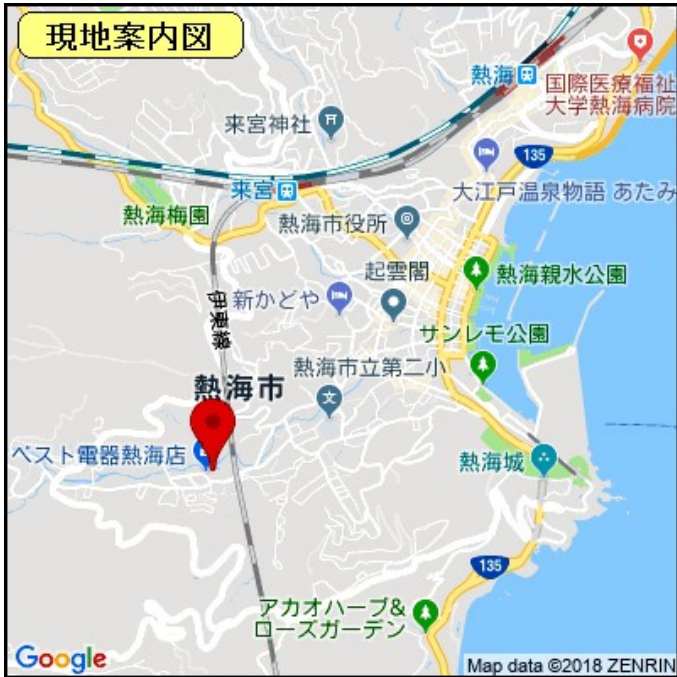 現地案内図
熱海
国際医療福祉
大学熱海病院
来宮神社
135
来宮
大江戸温泉物語 あたみ
熱海梅園
熱海市役所
起雲閣
熱海親水公園
伊東線
新かどや
サンレモ公園
熱海市立第二小
熱海市
文
ベスト電器熱海店
熱海城
135
アカオハーブ&
ローズガーデン
Google
Map data ©2018 ZENRIN